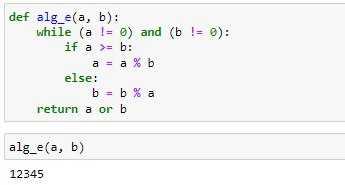 def alg_e(a, b):
    while (a != 0) and (b != 0):
        if a >= b:
            a = a % b
        else:
            b = b % a
    return a or b
alg_e(a, b)
12345